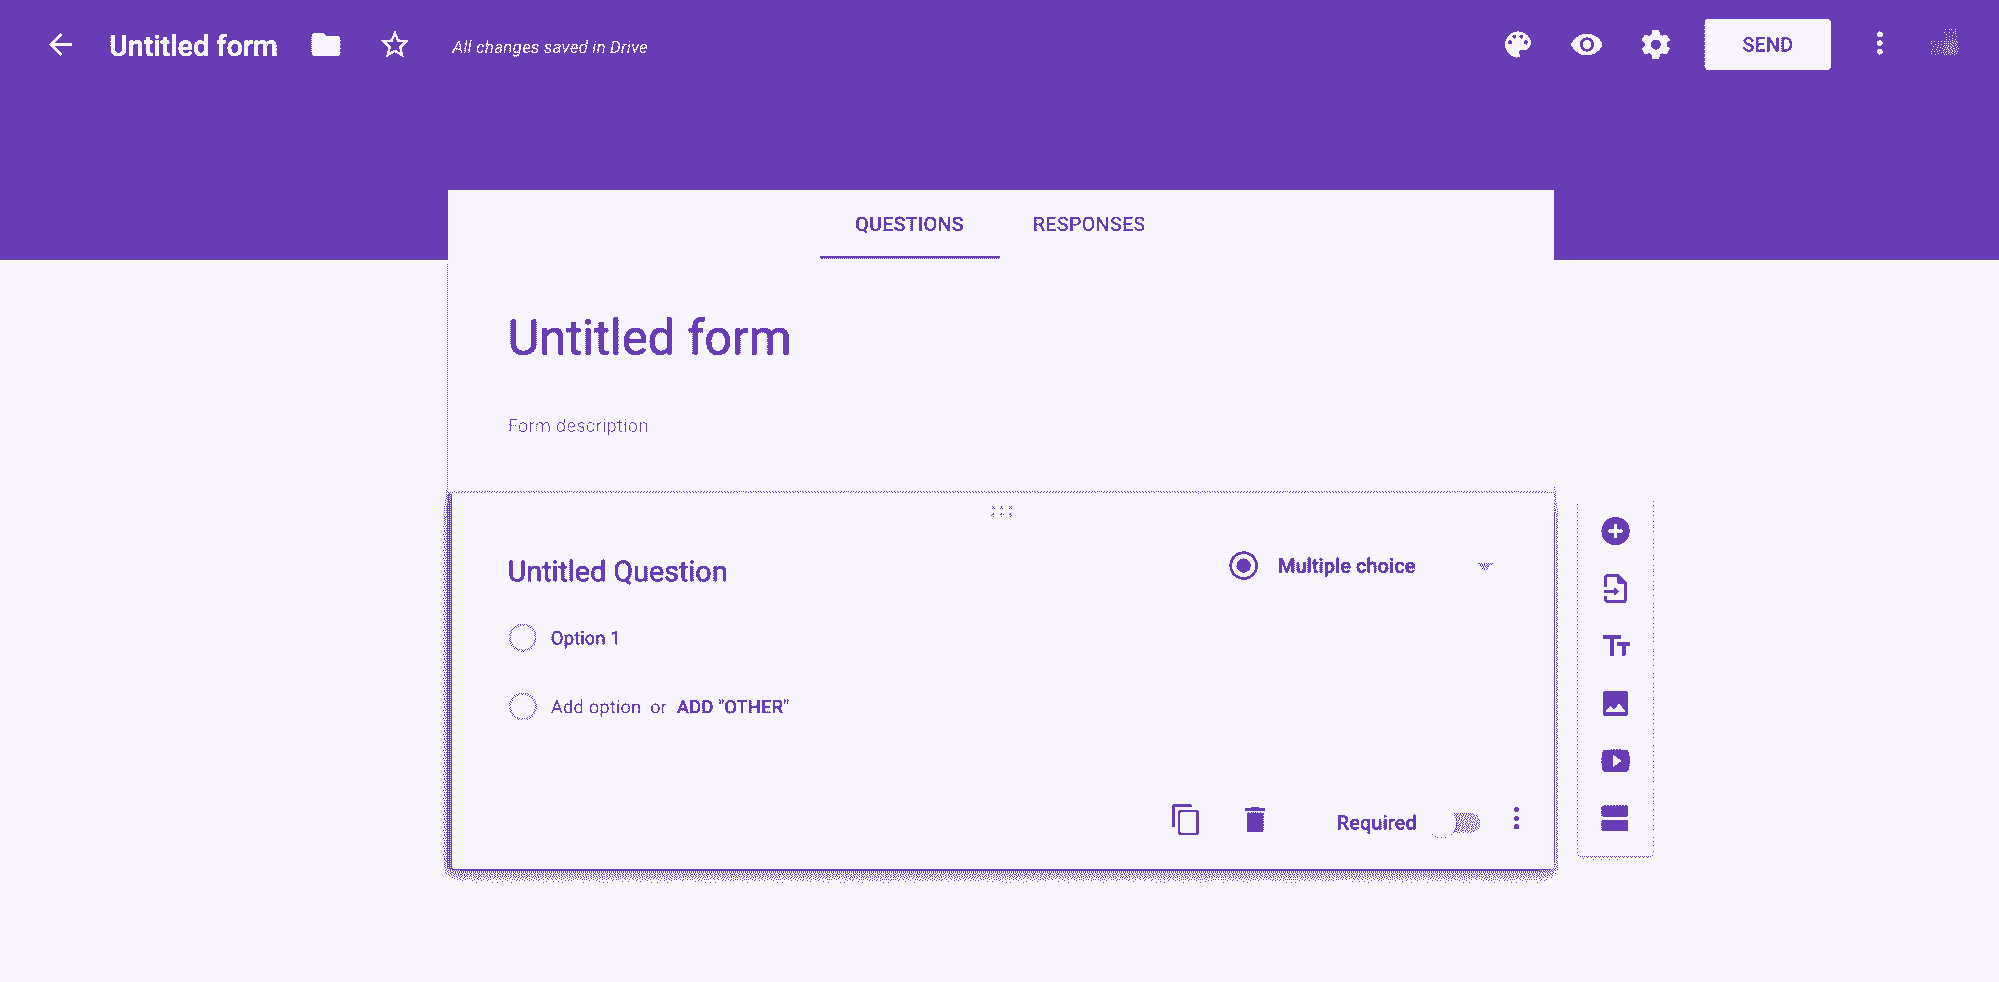 Untitled form
All changes saved in Drive
SEND
QUESTIONS RESPONSES
Untitled form
Form description
Untitled Question
Multiple choice
Option 1
Add option or ADD "OTHER"
Required